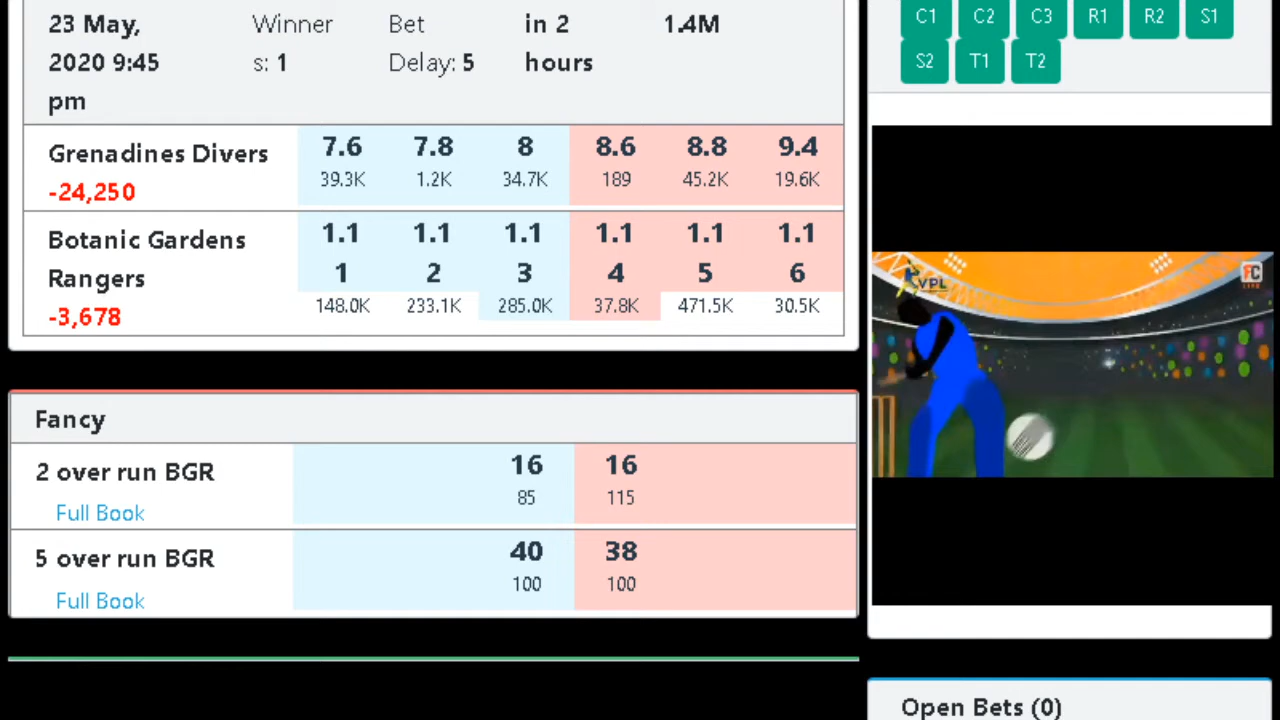 23 May,
2020 9:45
pm
Winner
s: 1
Bet
Delay: 5
in 2
hours
1.4M
C1 C2 C3 R1 R2 S1
S2 T1 T2
Grenadines Divers
-24,250
7.6 7.8 8 8.6 8.8 9.4
39.3K 1.2K 34.7K 189 45.2K 19.6K
Botanic Gardens
Rangers
-3,678
1.1 1.1 1.1 1.1 1.1 1.1
1 2 3 4 5 6
148.0K 233.1K 285.0K 37.8K 471.5K 30.5K
VPL
FC
LIVE
Fancy
2 over run BGR
Full Book
16 16
85 115
5 over run BGR
Full Book
40 38
100 100
Open Bets (0)